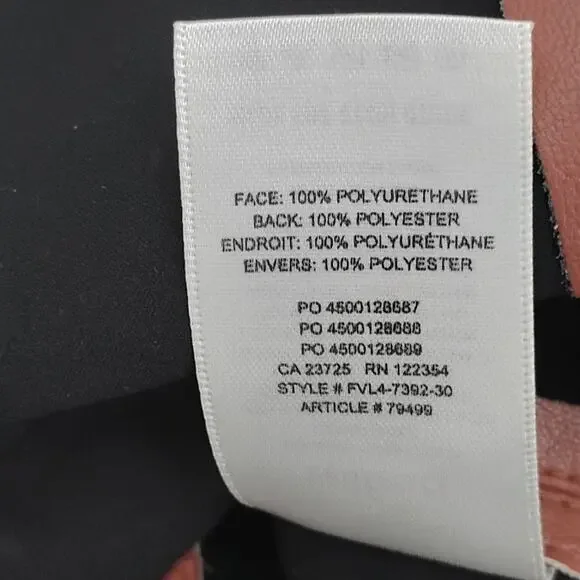 FACE: 100% POLYURETHANE
BACK: 100% POLYESTER
ENDROIT: 100% POLYURÉTHANE
ENVERS: 100% POLYESTER
PO 4500128687
PO 4500128688
PO 4500128689
CA 23725 RN 122354
STYLE # FVL4-7392-30
ARTICLE # 79499